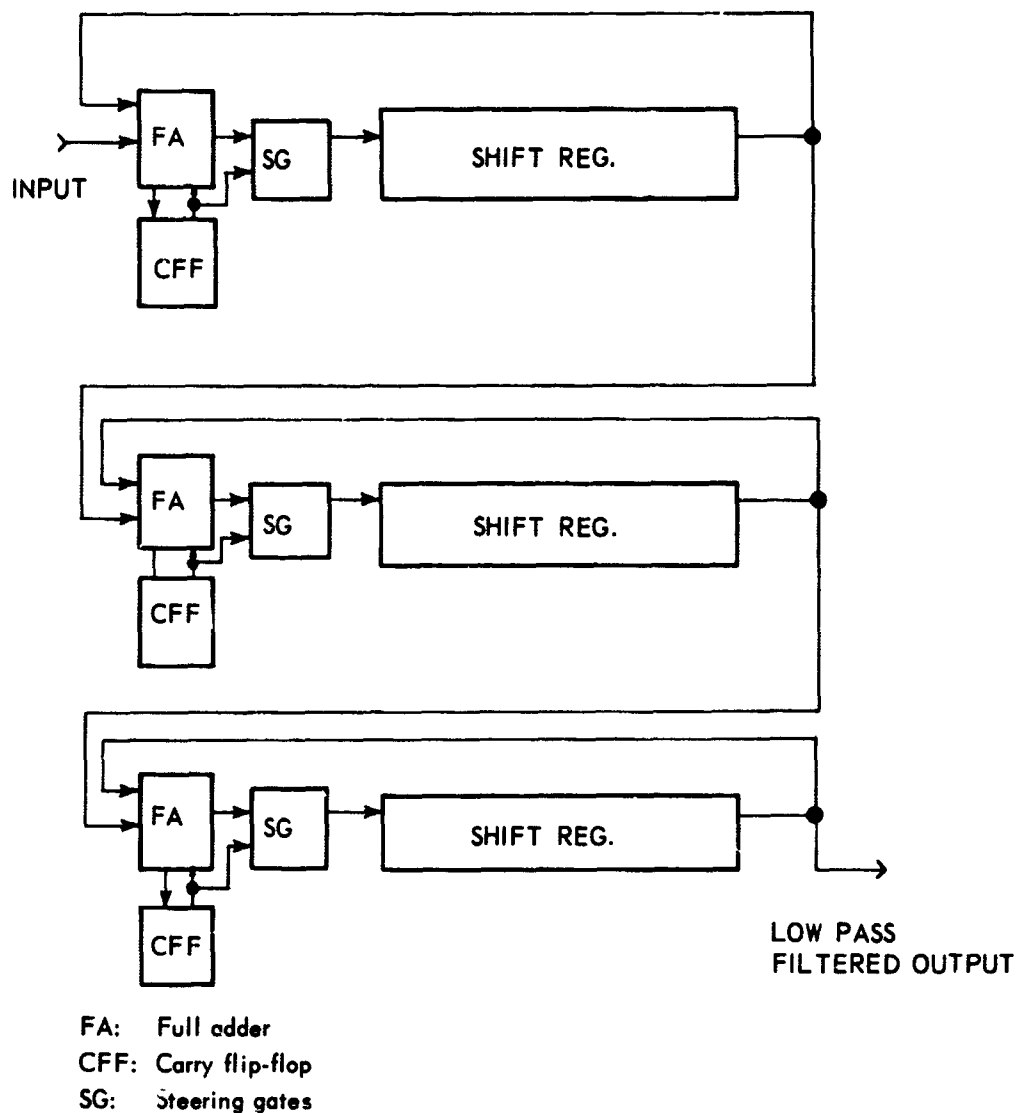 FA
SG
SHIFT REG.
INPUT
CFF
FA
SG
SHIFT REG.
CFF
FA
SG
SHIFT REG.
CFF
LOW PASS
FILTERED OUTPUT
FA: Full adder
CFF: Carry flip-flop
SG: Steering gates